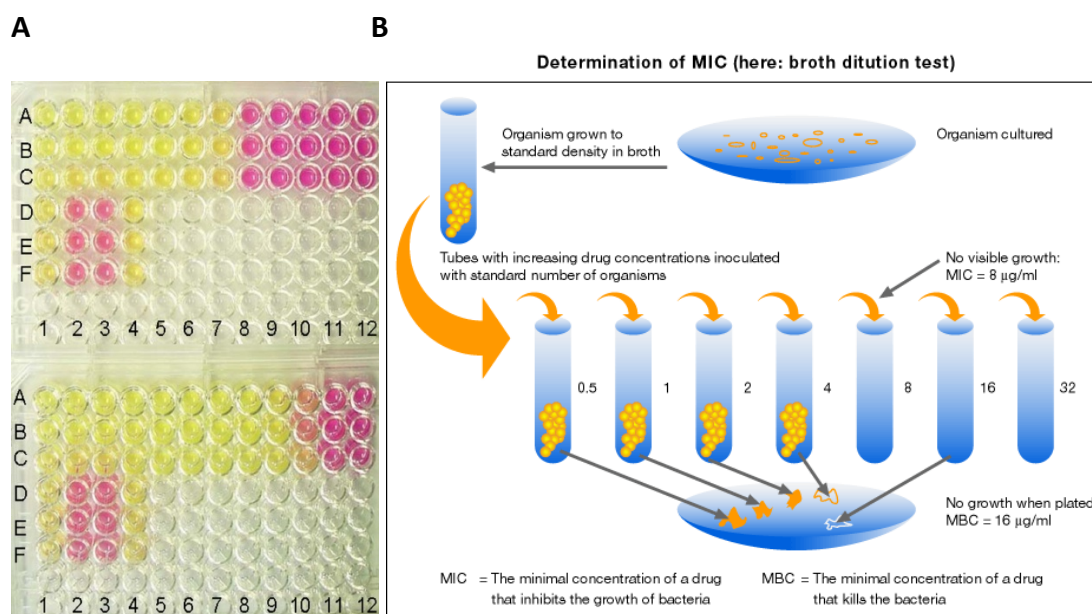 A
B
Determination of MIC (here: broth ditution test)
A
B
C
D
E
F
G
H
1 2 3 4 5 6 7 8 9 10 11 12
A
B
C
D
E
F
1 2 3 4 5 6 7 8 9 10 11 12
Organism grown to
standard density in broth
Organism cultured
Tubes with increasing drug concentrations inoculated
with standard number of organisms
No visible growth:
MIC = 8 µg/ml
0.5 1 2 4 8 16 32
No growth when plated
MBC = 16 µg/ml
MIC = The minimal concentration of a drug
that inhibits the growth of bacteria
MBC = The minimal concentration of a drug
that kills the bacteria